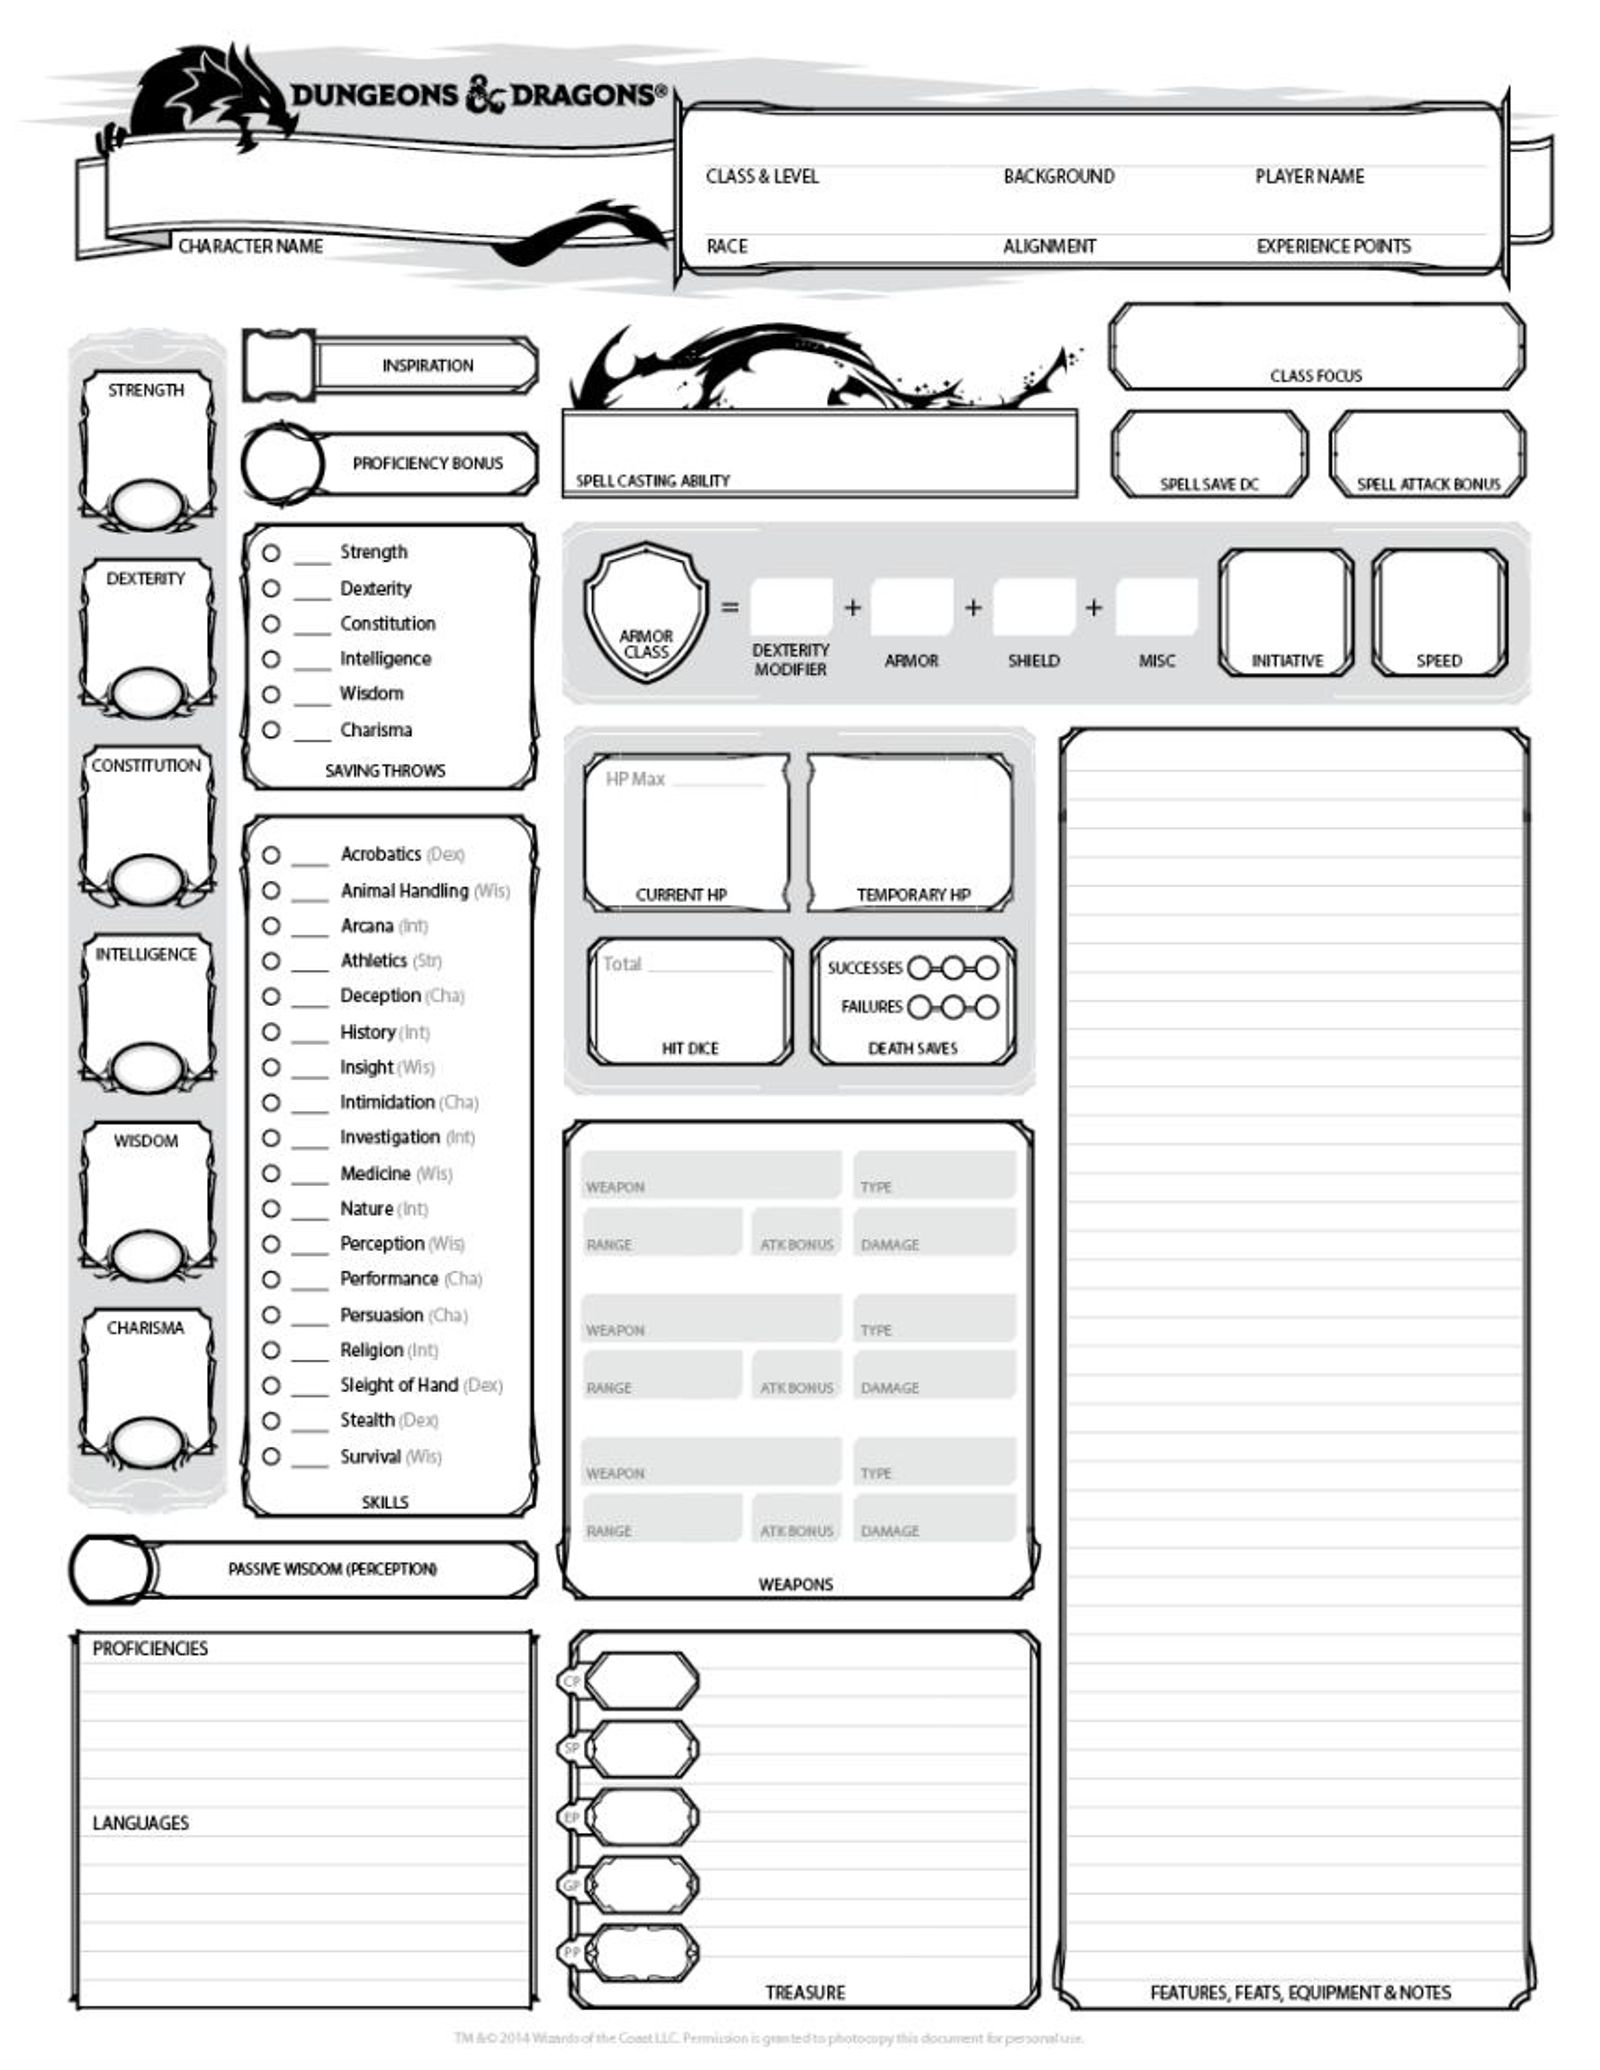 DUNGEONS & DRAGONS®
CLASS & LEVEL BACKGROUND PLAYER NAME
CHARACTER NAME RACE ALIGNMENT EXPERIENCE POINTS
INSPIRATION
CLASS FOCUS
PROFICIENCY BONUS
SPELL CASTING ABILITY
SPELL SAVE DC SPELL ATTACK BONUS
STRENGTH
DEXTERITY
CONSTITUTION
INTELLIGENCE
WISDOM
CHARISMA
Strength
Dexterity
Constitution
Intelligence
Wisdom
Charisma
SAVING THROWS
Acrobatics (Dex)
Animal Handling (Wis)
Arcana (Int)
Athletics (Str)
Deception (Cha)
History (Int)
Insight (Wis)
Intimidation (Cha)
Investigation (Int)
Medicine (Wis)
Nature (Int)
Perception (Wis)
Performance (Cha)
Persuasion (Cha)
Religion (Int)
Sleight of Hand (Dex)
Stealth (Dex)
Survival (Wis)
SKILLS
PASSIVE WISDOM (PERCEPTION)
PROFICIENCIES
LANGUAGES
ARMOR
CLASS
= + + +
DEXTERITY
MODIFIER
ARMOR
SHIELD
MISC
INITIATIVE
SPEED
HP Max
CURRENT HP
TEMPORARY HP
Total
HIT DICE
SUCCESSES
FAILURES
DEATH SAVES
WEAPON TYPE
RANGE ATK BONUS DAMAGE
WEAPON TYPE
RANGE ATK BONUS DAMAGE
WEAPON TYPE
RANGE ATK BONUS DAMAGE
WEAPONS
CP
SP
EP
GP
PP
TREASURE
FEATURES, FEATS, EQUIPMENT & NOTES
TM & © 2014 Wizards of the Coast LLC. Permission is granted to photocopy this document for personal use.